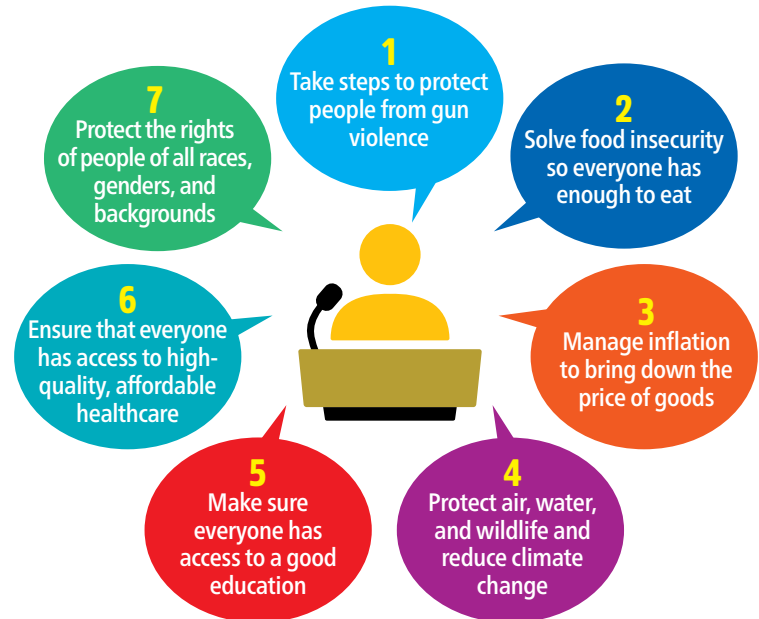 1
Take steps to protect
people from gun
violence
2
Solve food insecurity
so everyone has
enough to eat
3
Manage inflation
to bring down the
price of goods
4
Protect air, water,
and wildlife and
reduce climate
change
5
Make sure
everyone has
access to a good
education
6
Ensure that everyone
has access to high-
quality, affordable
healthcare
7
Protect the rights
of people of all races,
genders, and
backgrounds